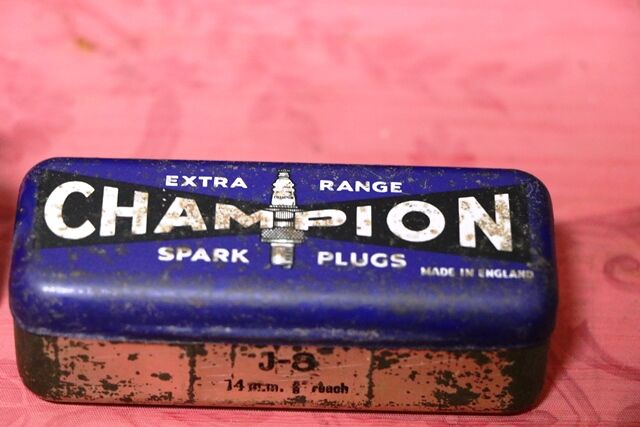 EXTRA RANGE
CHAMPION
SPARK PLUGS
MADE IN ENGLAND
J-8
14 m.m. reach